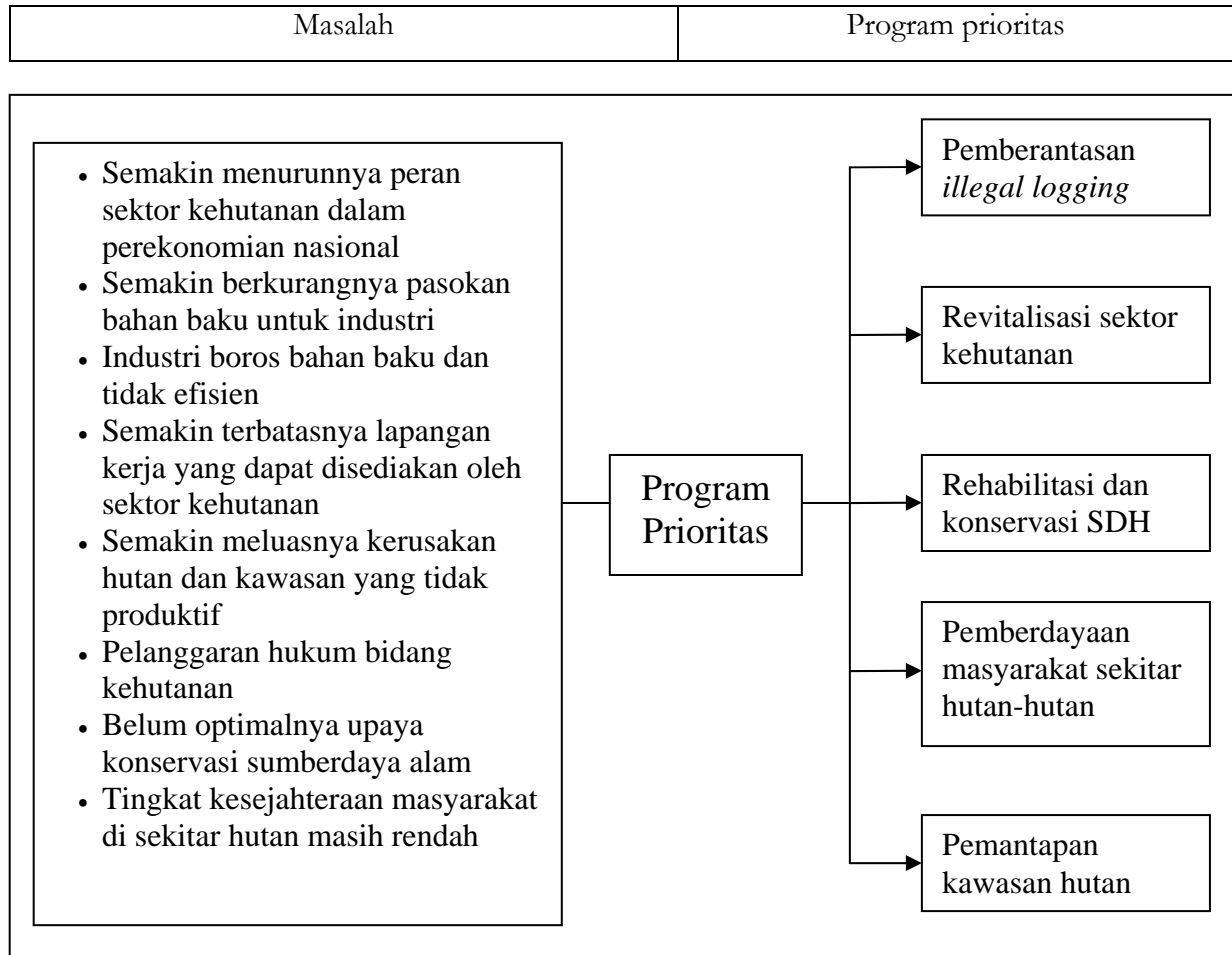 Masalah
Program prioritas
• Semakin menurunnya peran
sektor kehutanan dalam
perekonomian nasional
• Semakin berkurangnya pasokan
bahan baku untuk industri
• Industri boros bahan baku dan
tidak efisien
• Semakin terbatasnya lapangan
kerja yang dapat disediakan oleh
sektor kehutanan
• Semakin meluasnya kerusakan
hutan dan kawasan yang tidak
produktif
• Pelanggaran hukum bidang
kehutanan
• Belum optimalnya upaya
konservasi sumberdaya alam
• Tingkat kesejahteraan masyarakat
di sekitar hutan masih rendah
Program
Prioritas
Pemberantasan
illegal logging
Revitalisasi sektor
kehutanan
Rehabilitasi dan
konservasi SDH
Pemberdayaan
masyarakat sekitar
hutan-hutan
Pemantapan
kawasan hutan